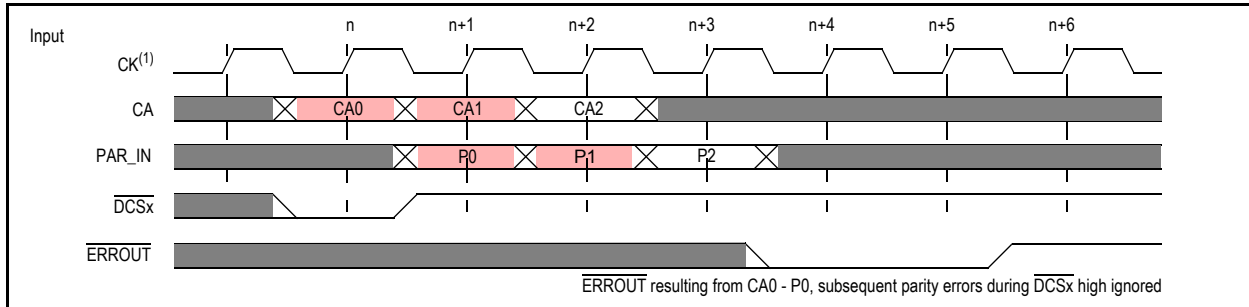 Input
n n+1 n+2 n+3 n+4 n+5 n+6
CK(1)
CA CA0 CA1 CA2
PAR_IN P0 P1 P2
DCSx
ERROUT
ERROUT resulting from CA0 - P0, subsequent parity errors during DCSx high ignored